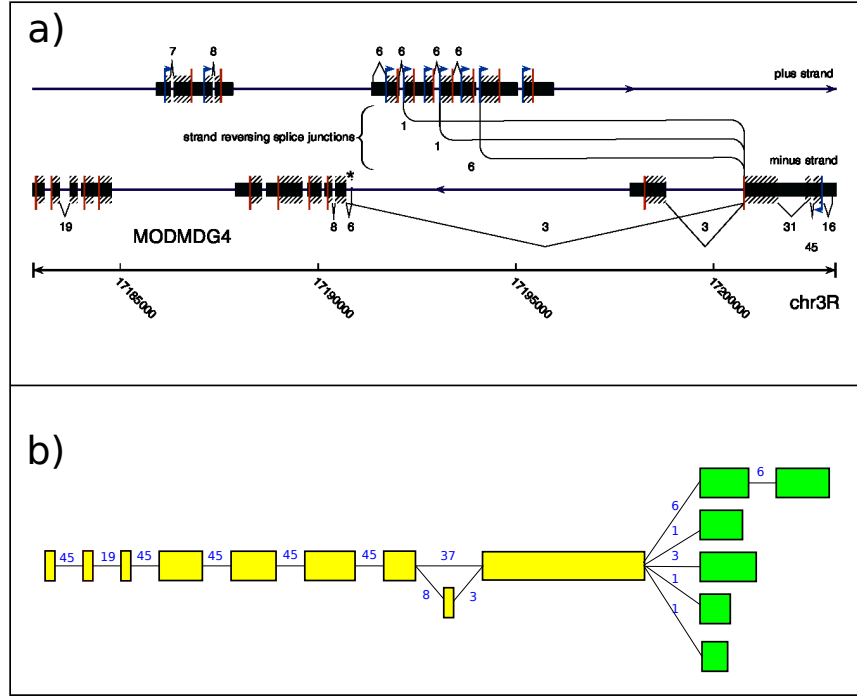 a)
7 8 6 6 6 6
plus strand
strand reversing splice junctions
1
1
6
minus strand
*
19 8 6 3 3 31 16
45
MODMDG4
17185000 17190000 17195000 17200000
chr3R
b)
6
6
1
45 19 45 45 45 45 37 3
8 3 1
1